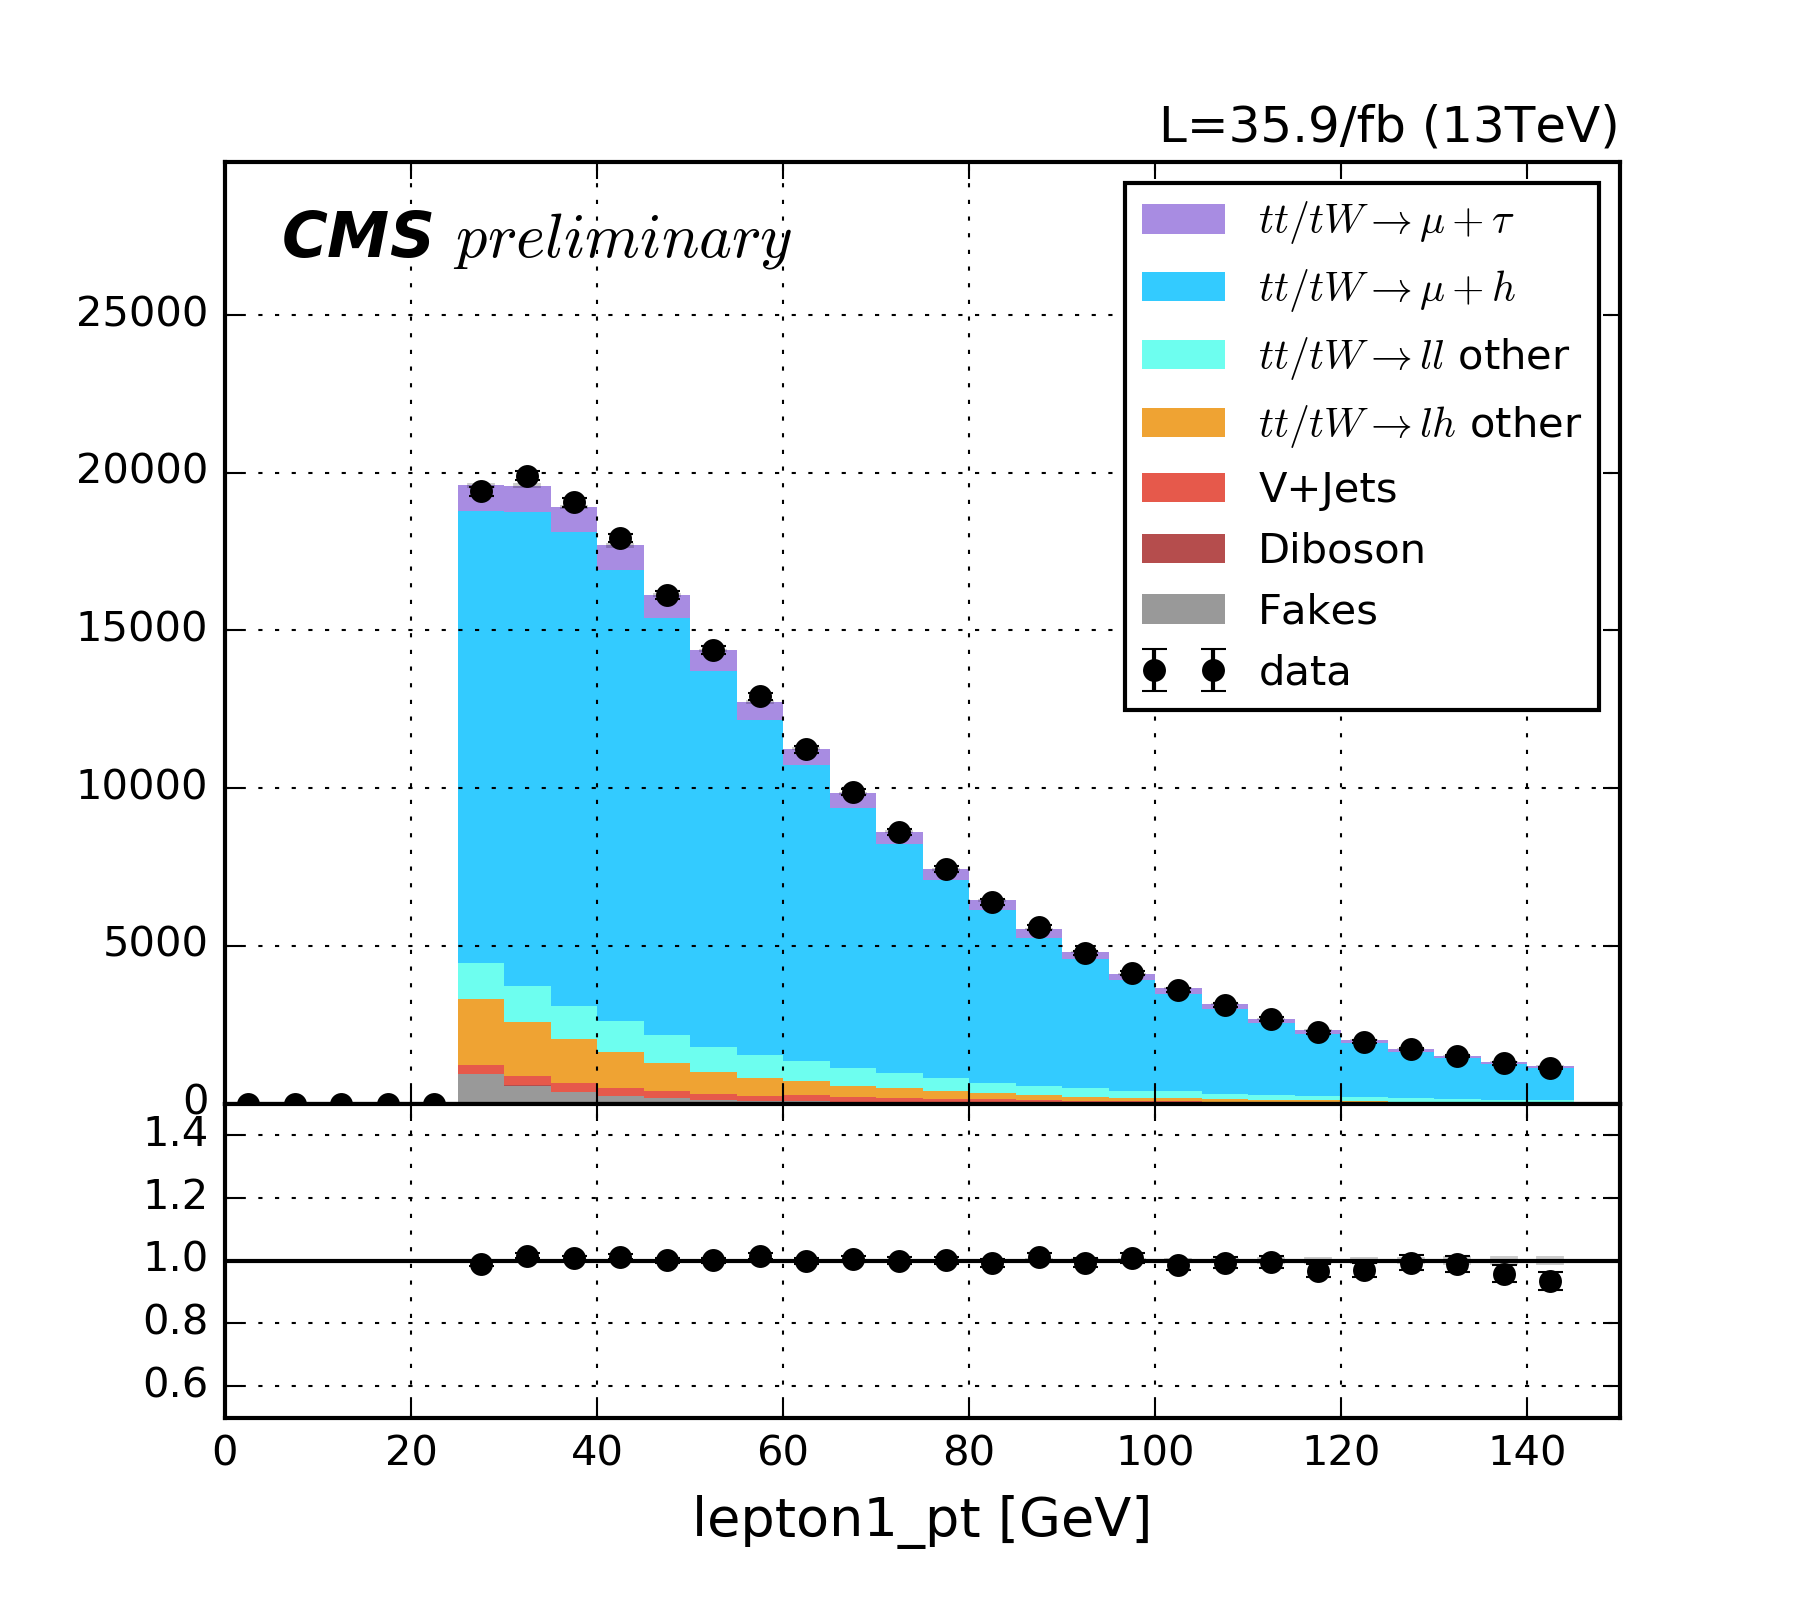 L=35.9/fb (13TeV)
CMS preliminary
tt/tW→μ+τ
tt/tW→μ+h
tt/tW→ll other
tt/tW→lh other
V+Jets
Diboson
Fakes
data
25000
20000
15000
10000
5000
0
1.4
1.2
1.0
0.8
0.6
0 20 40 60 80 100 120 140
lepton1_pt [GeV]